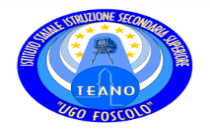 ISTITUTO STATALE ISTRUZIONE SECONDARIA SUPERIORE
TEANO
"UGO FOSCOLO"